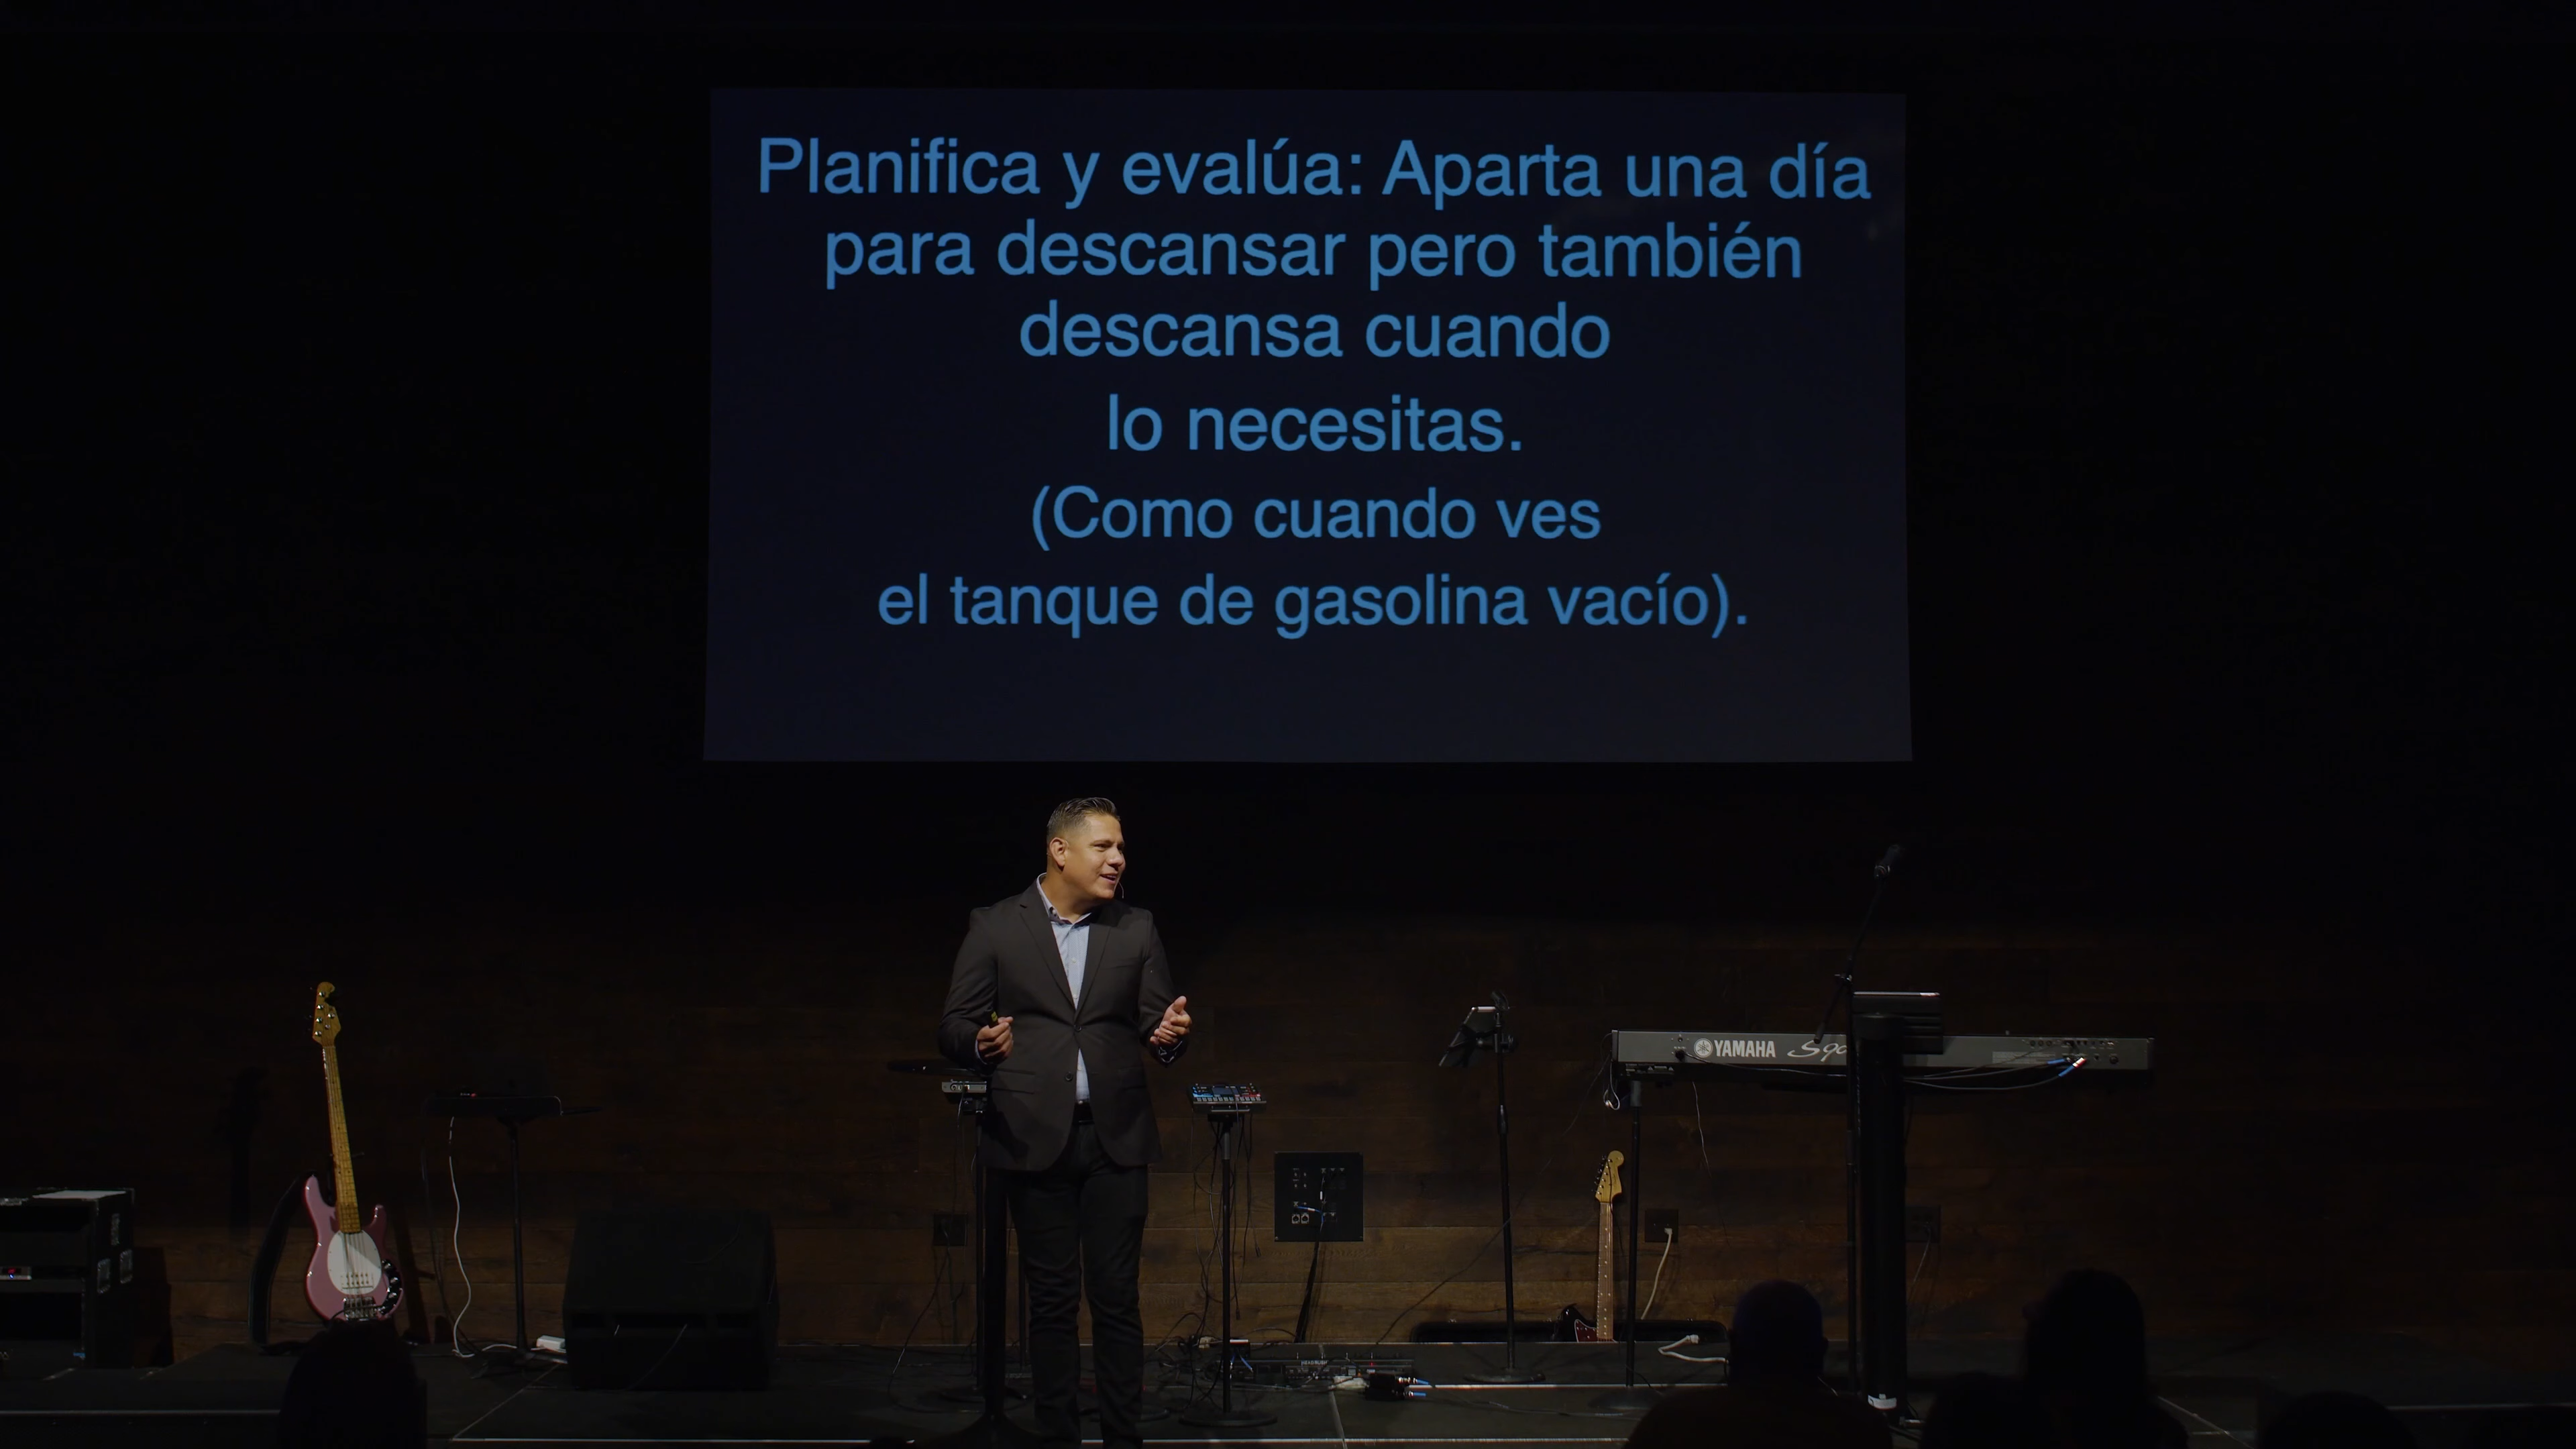 Planifica y evalúa: Aparta una día
para descansar pero también
descansa cuando
lo necesitas.
(Como cuando ves
el tanque de gasolina vacío).
YAMAHA S90